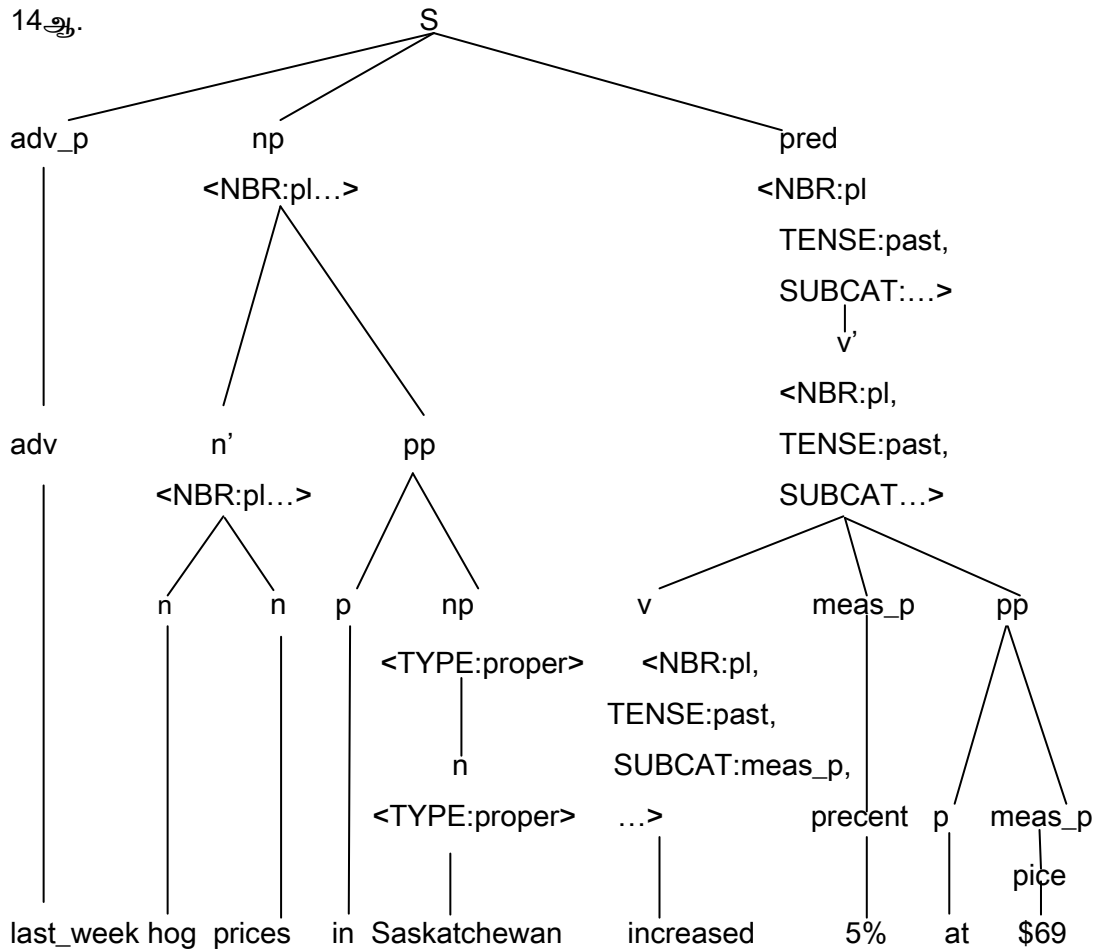 14ஆ. S
adv_p np pred
<NBR:pl…> <NBR:pl
TENSE:past,
SUBCAT:…>
v’
<NBR:pl,
adv n’ pp TENSE:past,
<NBR:pl…> SUBCAT…>
n n p np v meas_p pp
<TYPE:proper> <NBR:pl,
TENSE:past,
n SUBCAT:meas_p,
<TYPE:proper> …> precent p meas_p
pice
last_week hog prices in Saskatchewan increased 5% at $69